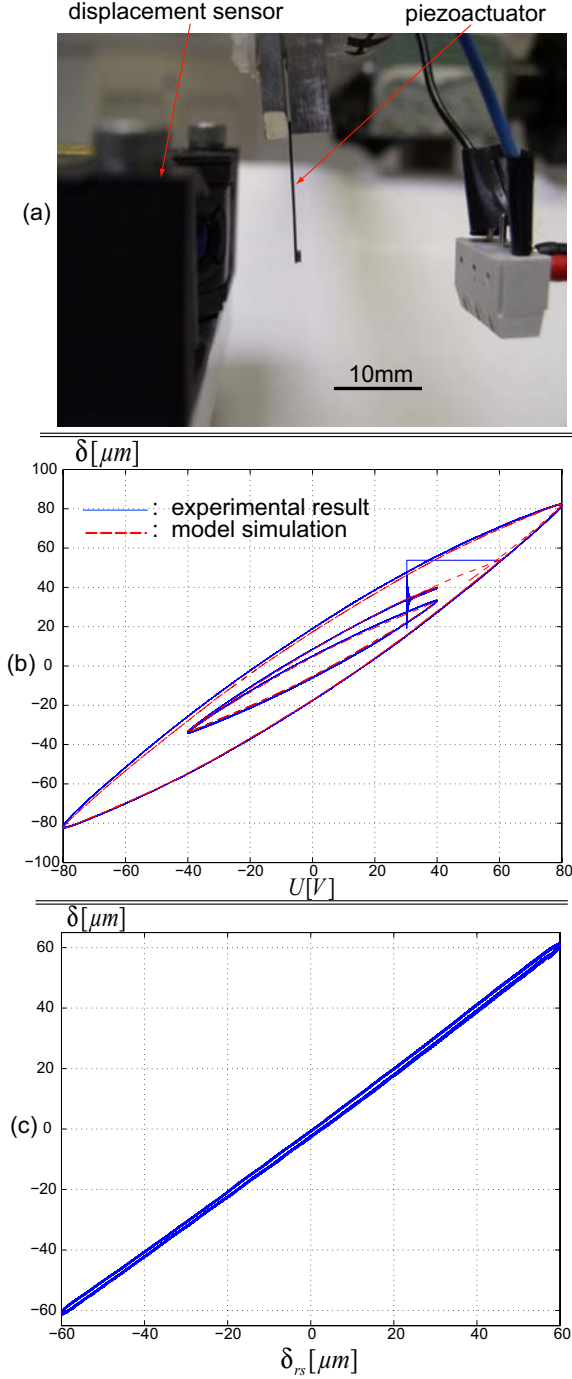 displacement sensor
piezoactuator
(a)
10mm
δ[μm]
100
80
60
40
20
0
−20
−40
−60
−80
−100
: experimental result
: model simulation
(b)
−80 −60 −40 −20 0 20 40 60 80
U[V]
δ[μm]
60
40
20
0
−20
−40
−60
(c)
−60 −40 −20 0 20 40 60
δrs[μm]